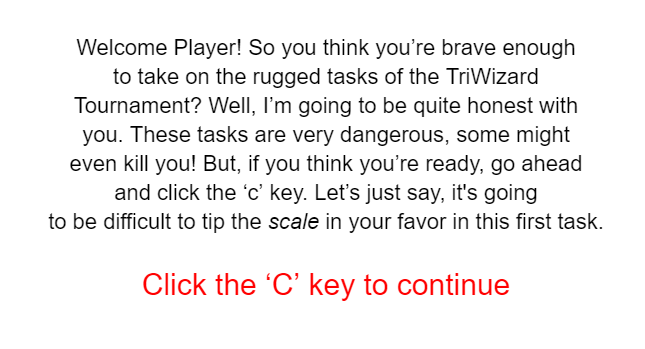 Welcome Player! So you think you’re brave enough
to take on the rugged tasks of the TriWizard
Tournament? Well, I’m going to be quite honest with
you. These tasks are very dangerous, some might
even kill you! But, if you think you’re ready, go ahead
and click the ‘c’ key. Let’s just say, it's going
to be difficult to tip the scale in your favor in this first task.
Click the ‘C’ key to continue